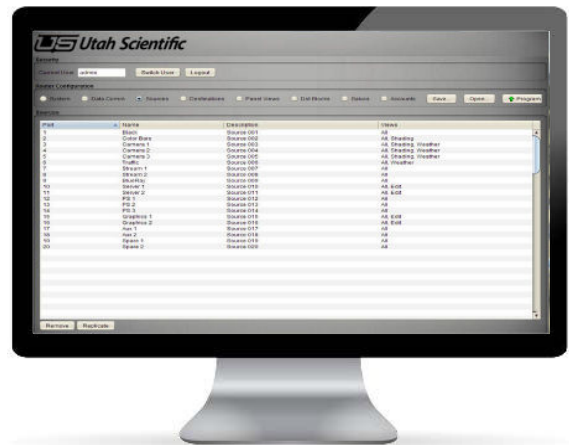 US Utah Scientific
Security
Current User: admin Switch User Logout
Router Configuration
System Data Comm Sources Destinations Panel Views Dist Blocks Salvos Accounts Save... Open... Program
Sources
Port Name Description Views
1 Black Source 001 All
2 Color Bars Source 002 All, Shading
3 Camera 1 Source 003 All, Shading, Weather
4 Camera 2 Source 004 All, Shading, Weather
5 Camera 3 Source 005 All, Shading, Weather
6 Traffic Source 006 All, Weather
7 Stream 1 Source 007 All
8 Stream 2 Source 008 All
9 BlueRay Source 009 All
10 Server 1 Source 010 All, Edit
11 Server 2 Source 011 All, Edit
12 PS 1 Source 012 All
13 PS 2 Source 013 All
14 PS 3 Source 014 All
15 Graphics 1 Source 015 All, Edit
16 Graphics 2 Source 016 All, Edit
17 Aux 1 Source 017 All
18 Aux 2 Source 018 All
19 Spare 1 Source 019 All
20 Spare 2 Source 020 All
Remove Replicate